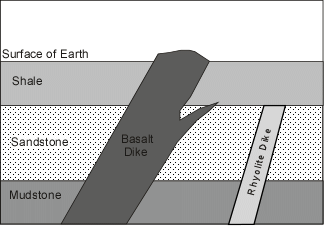 Surface of Earth
Shale
Sandstone
Basalt
Dike
Mudstone
Rhyolite Dike